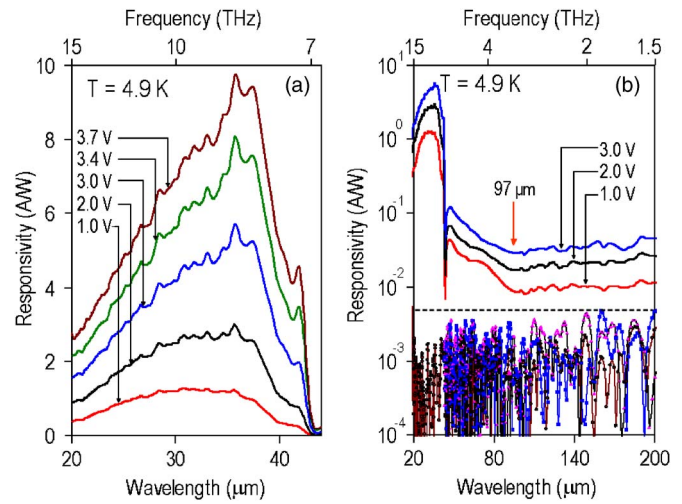 Frequency (THz)
15 10 7
10 8 6 4 2 0
Responsivity (A/W)
T = 4.9 K (a)
3.7 V
3.4 V
3.0 V
2.0 V
1.0 V
20 30 40
Wavelength (μm)
Frequency (THz)
15 4 2 1.5
10¹ 10⁰ 10⁻¹ 10⁻² 10⁻³ 10⁻⁴
Responsivity (A/W)
T = 4.9 K (b)
97 μm
3.0 V
2.0 V
1.0 V
20 80 140 200
Wavelength (μm)